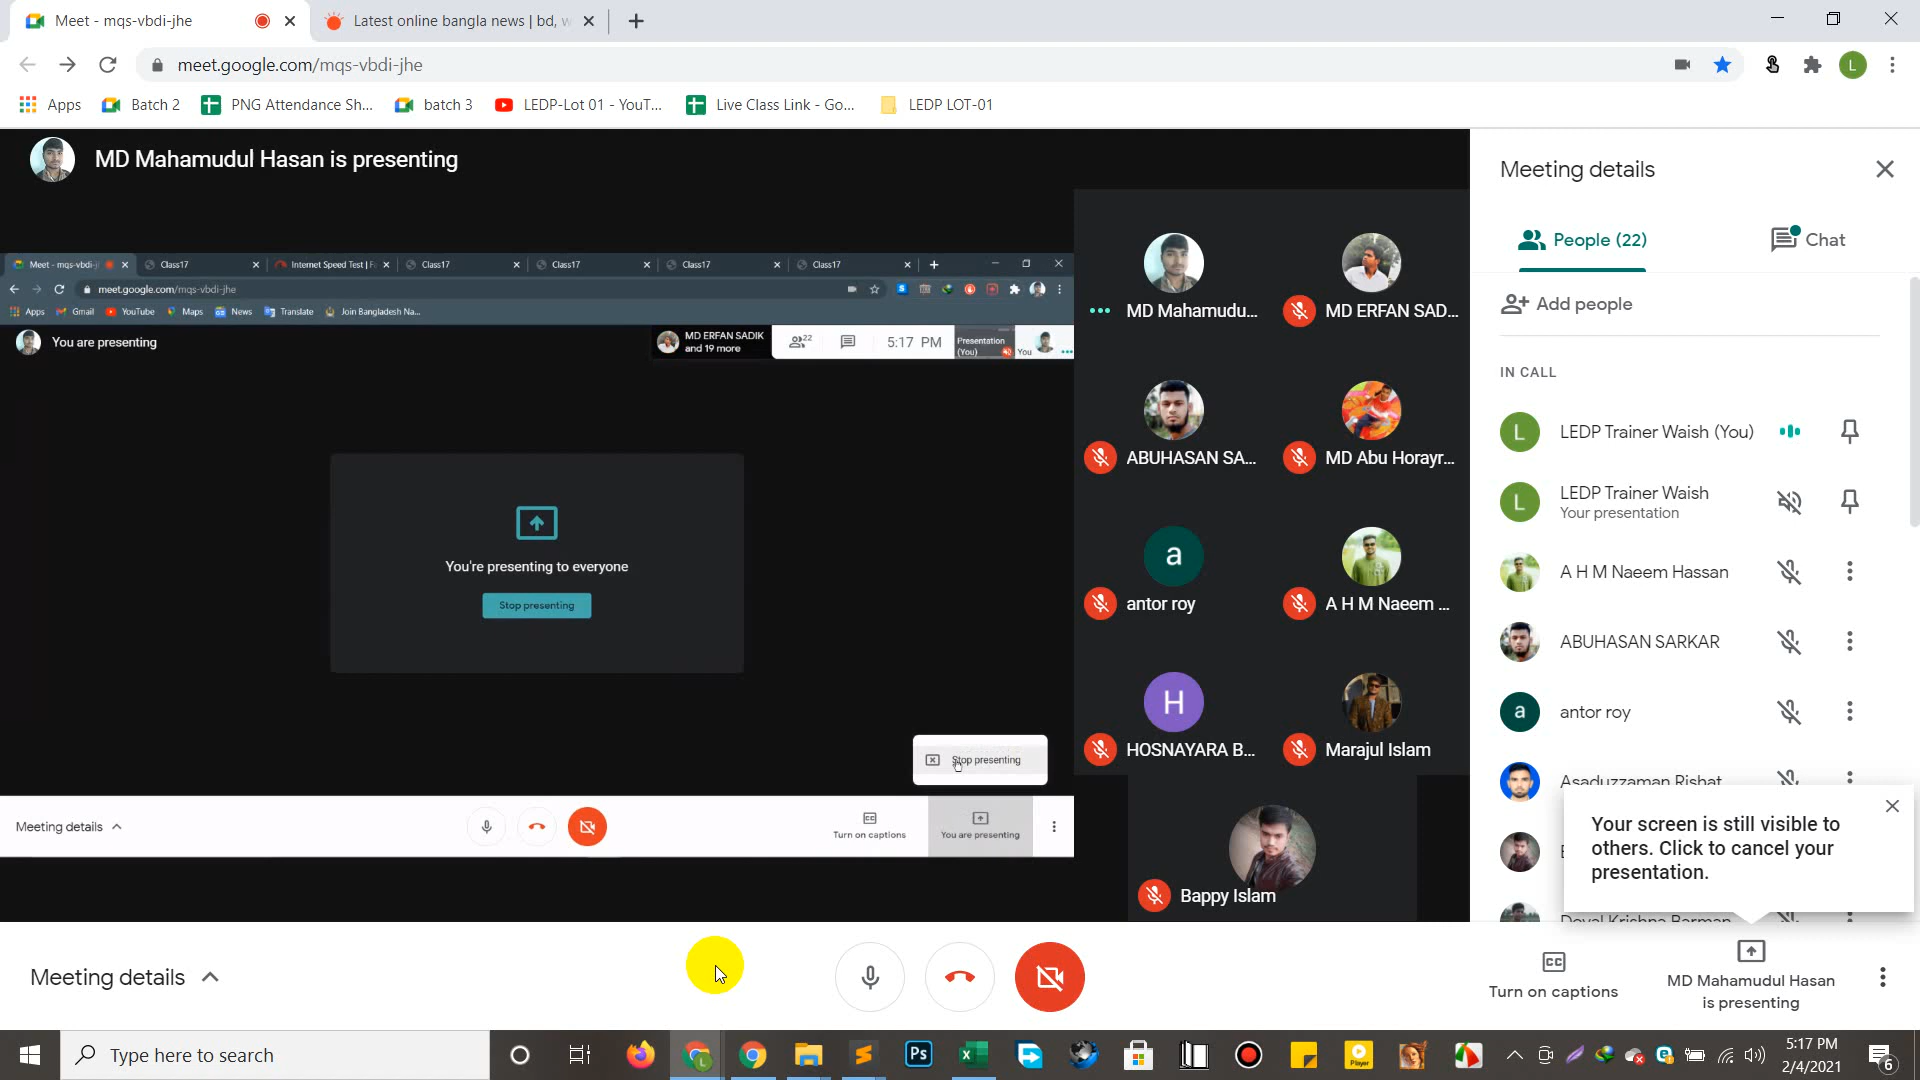 Meet - mqs-vbdi-jhe
Latest online bangla news | bd, w
meet.google.com/mqs-vbdi-jhe
L
Apps
Batch 2
PNG Attendance Sh...
batch 3
LEDP-Lot 01 - YouT...
Live Class Link - Go...
LEDP LOT-01
MD Mahamudul Hasan is presenting
Meet - mqs-vbdi-j
Class17
Internet Speed Test | F
Class17
Class17
Class17
Class17
meet.google.com/mqs-vbdi-jhe
Apps
Gmail
YouTube
Maps
News
Translate
Join Bangladesh Na...
You are presenting
MD ERFAN SADIK
and 19 more
22
5:17 PM
Presentation
(You)
You
You're presenting to everyone
Stop presenting
Stop presenting
Meeting details
Turn on captions
You are presenting
MD Mahamudu...
MD ERFAN SAD...
ABUHASAN SA...
MD Abu Horayr...
a
antor roy
A H M Naeem ...
H
HOSNAYARA B...
Marajul Islam
Bappy Islam
Meeting details
People (22)
Chat
Add people
IN CALL
L
LEDP Trainer Waish (You)
L
LEDP Trainer Waish
Your presentation
A H M Naeem Hassan
ABUHASAN SARKAR
a
antor roy
Asaduzzaman Rishat
Doyal Krishna Barman
Your screen is still visible to
others. Click to cancel your
presentation.
Meeting details
Turn on captions
MD Mahamudul Hasan
is presenting
Type here to search
L
Ps
Player
5:17 PM
2/4/2021
6